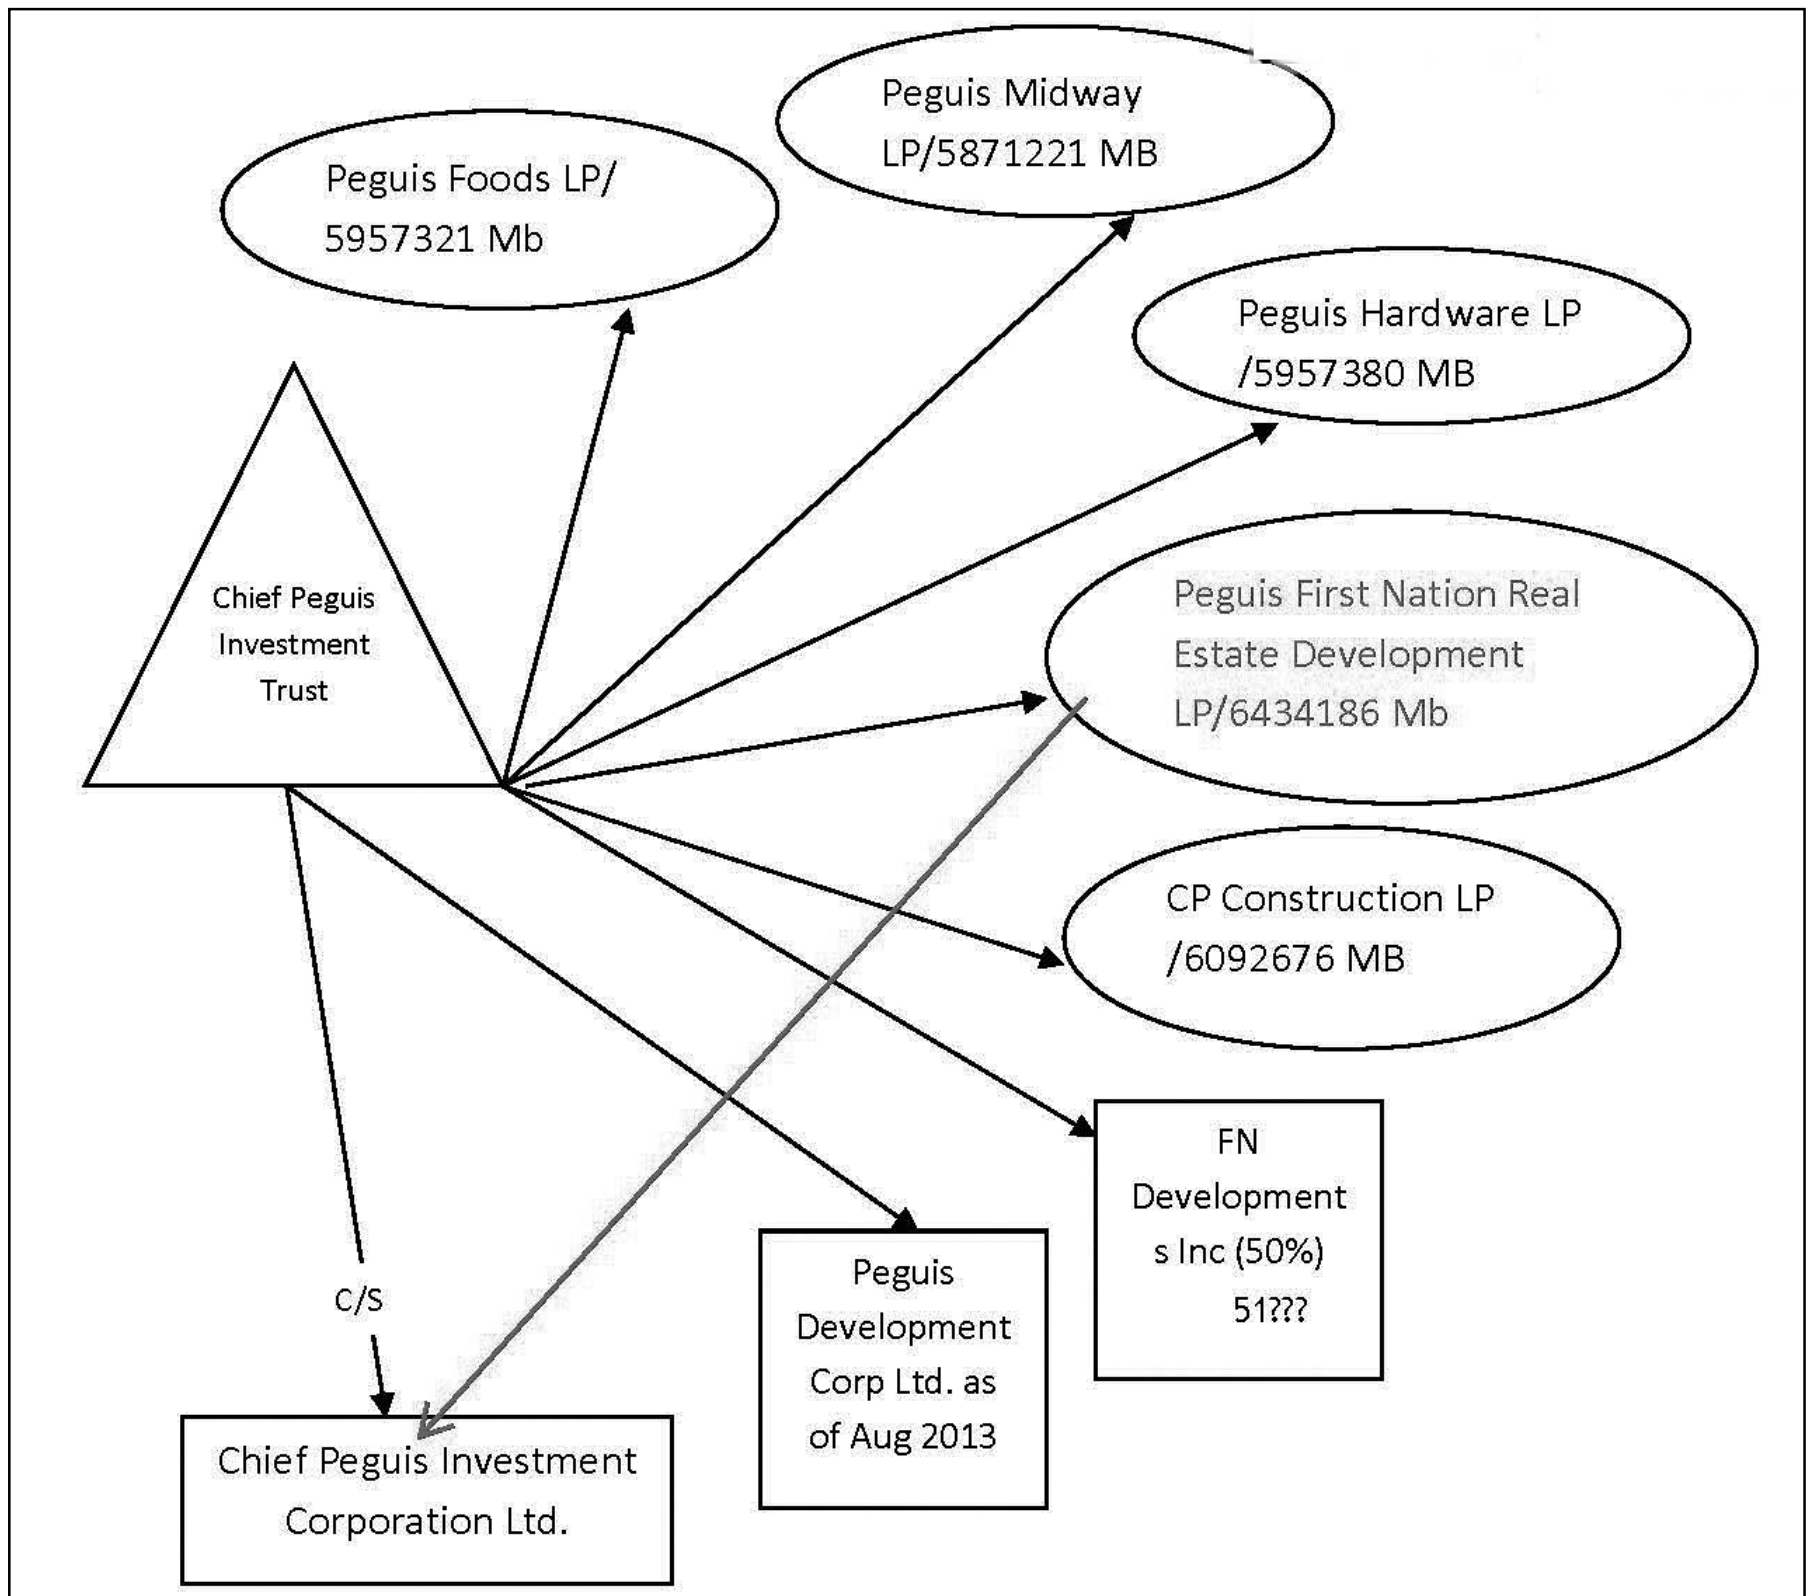 Peguis Midway
LP/5871221 MB
Peguis Foods LP/
5957321 Mb
Peguis Hardware LP
/5957380 MB
Chief Peguis
Investment
Trust
Peguis First Nation Real
Estate Development
LP/6434186 Mb
CP Construction LP
/6092676 MB
FN
Development
s Inc (50%)
51???
C/S
Peguis
Development
Corp Ltd. as
of Aug 2013
Chief Peguis Investment
Corporation Ltd.